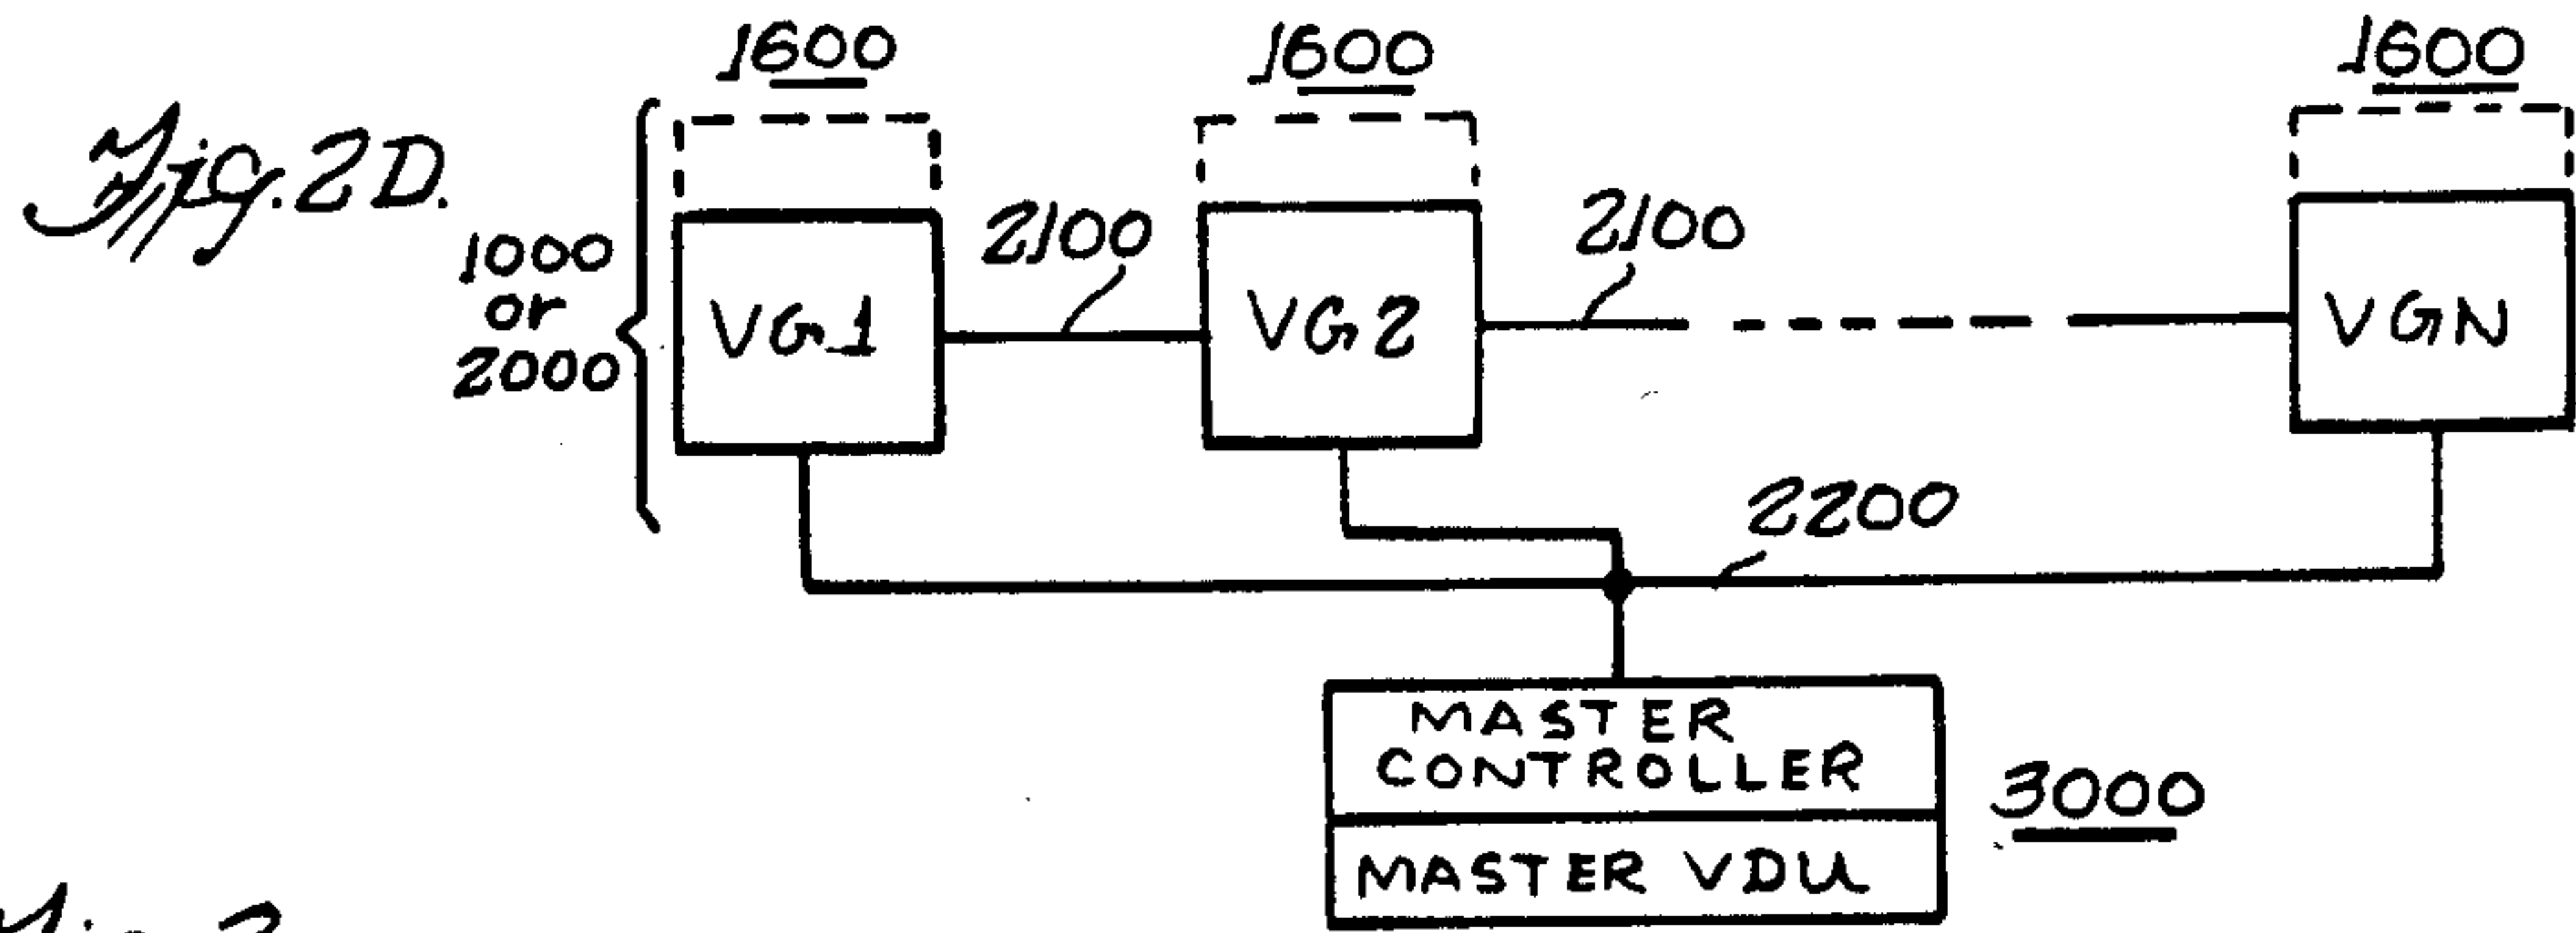 1600
1600
1600
Fig. 2D.
1000
or
2000
2100
2100
VG1
VG2
VGN
2200
MASTER
CONTROLLER
3000
MASTER VDU